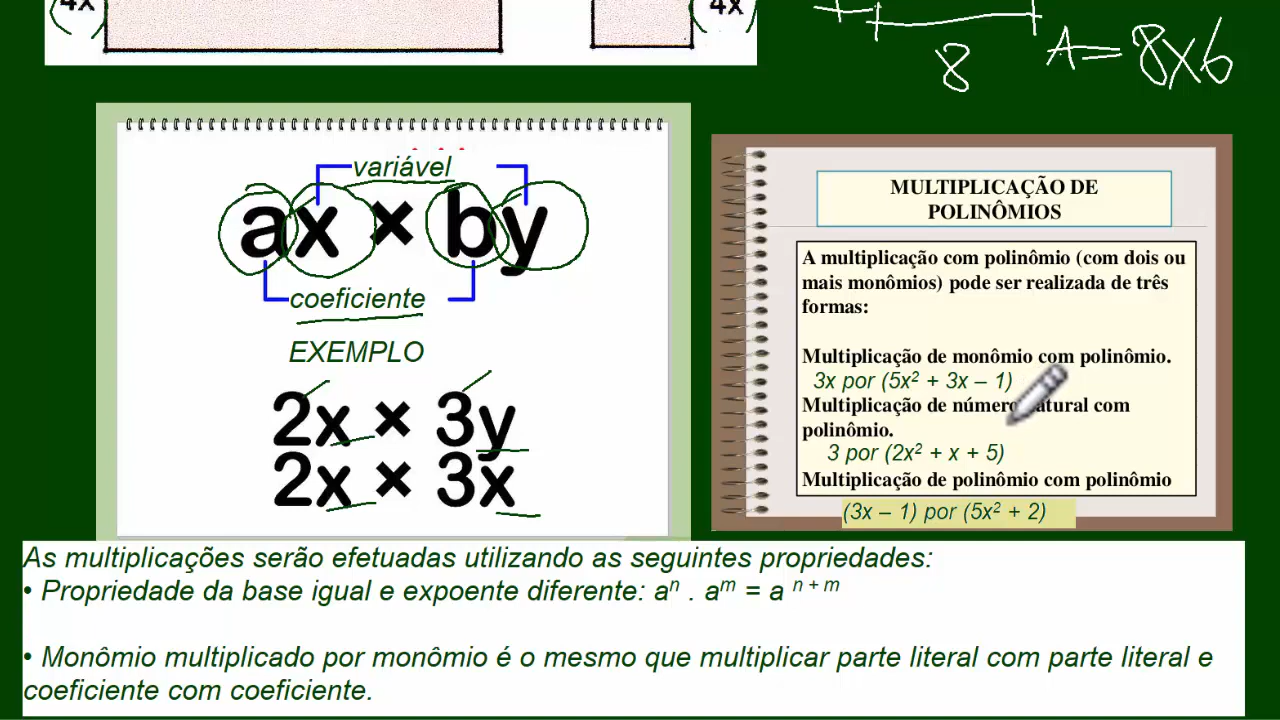 4x
4x
8
A= 8x6
variável
ax × by
coeficiente
EXEMPLO
2x × 3y
2x × 3x
MULTIPLICAÇÃO DE
POLINÔMIOS
A multiplicação com polinômio (com dois ou
mais monômios) pode ser realizada de três
formas:
Multiplicação de monômio com polinômio.
3x por (5x² + 3x – 1)
Multiplicação de número natural com
polinômio.
3 por (2x² + x + 5)
Multiplicação de polinômio com polinômio
(3x – 1) por (5x² + 2)
As multiplicações serão efetuadas utilizando as seguintes propriedades:
• Propriedade da base igual e expoente diferente: aⁿ . aᵐ = a ⁿ ⁺ ᵐ
• Monômio multiplicado por monômio é o mesmo que multiplicar parte literal com parte literal e
coeficiente com coeficiente.